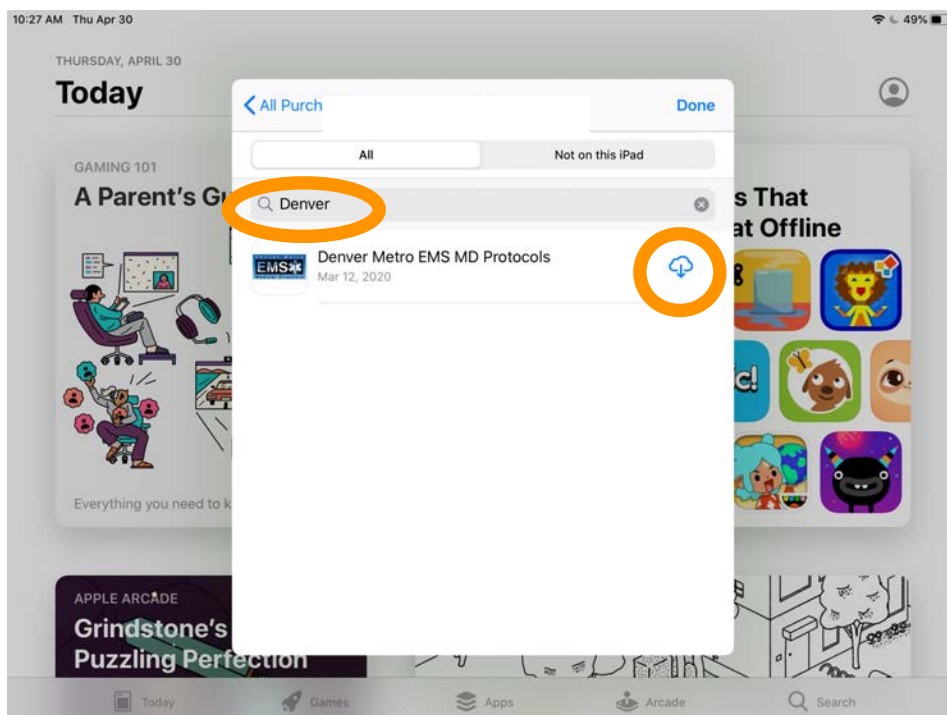 10:27 AM Thu Apr 30
49%
THURSDAY, APRIL 30
Today
All Purch
Done
All
Not on this iPad
GAMING 101
A Parent's Gu
s That
at Offline
Denver
EMS
Denver Metro EMS MD Protocols
Mar 12, 2020
c!
Everything you need to k
APPLE ARCADE
Grindstone's
Puzzling Perfection
Today
Games
Apps
Arcade
Search